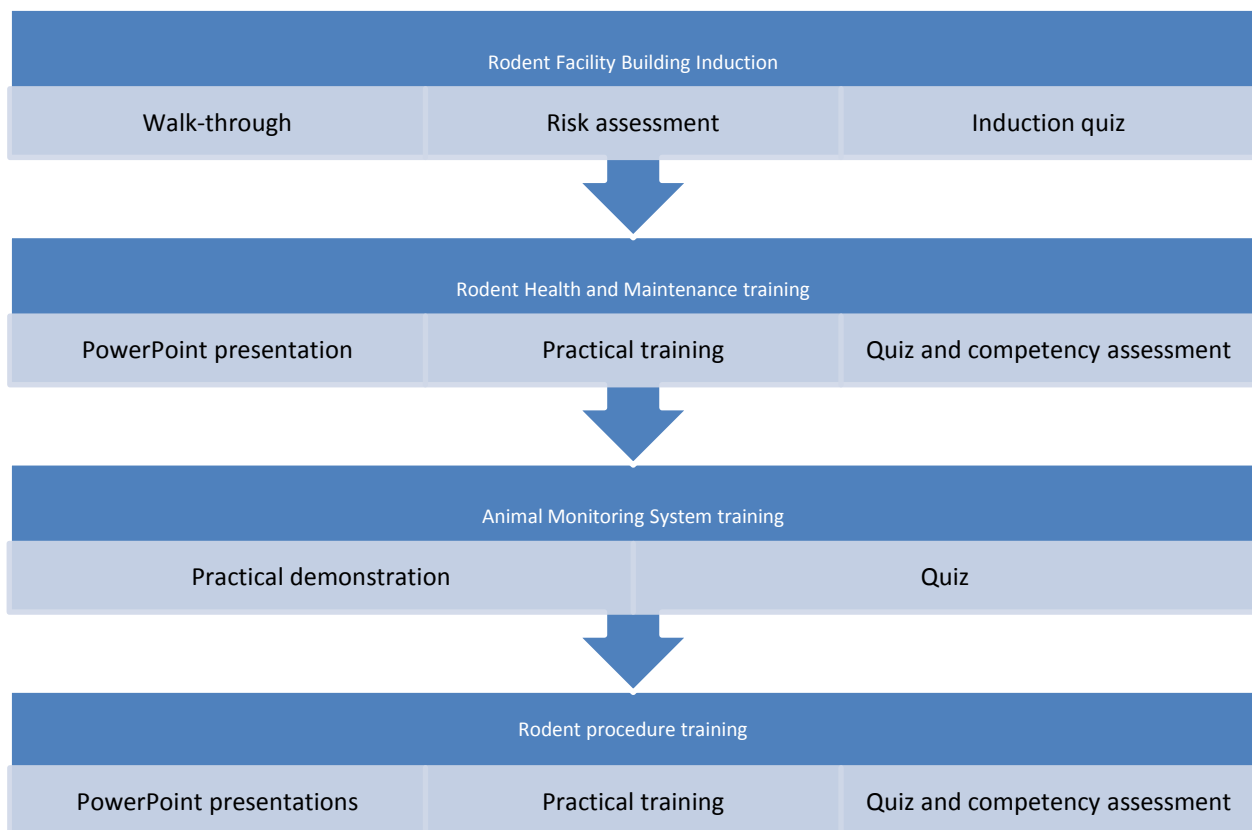 Rodent Facility Building Induction
Walk-through
Risk assessment
Induction quiz
Rodent Health and Maintenance training
PowerPoint presentation
Practical training
Quiz and competency assessment
Animal Monitoring System training
Practical demonstration
Quiz
Rodent procedure training
PowerPoint presentations
Practical training
Quiz and competency assessment